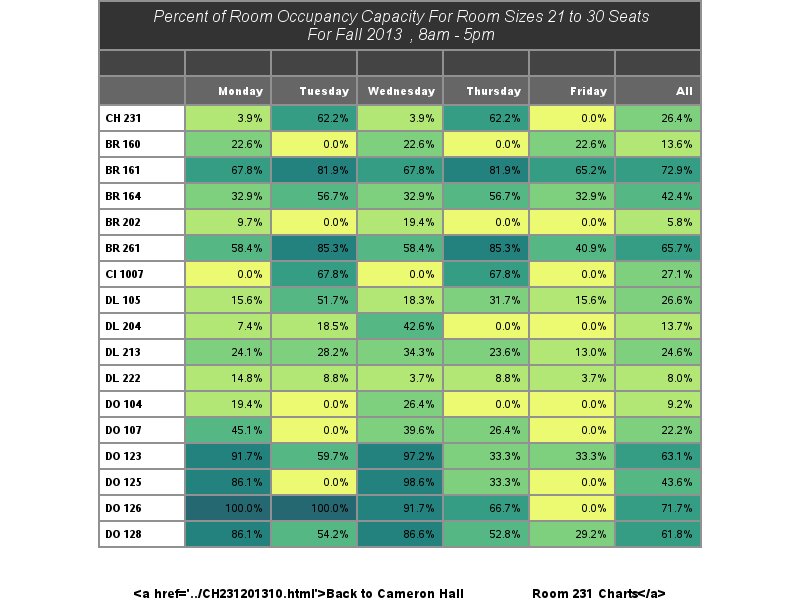 Percent of Room Occupancy Capacity For Room Sizes 21 to 30 Seats
For Fall 2013 , 8am - 5pm
Monday Tuesday Wednesday Thursday Friday All
CH 231 3.9% 62.2% 3.9% 62.2% 0.0% 26.4%
BR 160 22.6% 0.0% 22.6% 0.0% 22.6% 13.6%
BR 161 67.8% 81.9% 67.8% 81.9% 65.2% 72.9%
BR 164 32.9% 56.7% 32.9% 56.7% 32.9% 42.4%
BR 202 9.7% 0.0% 19.4% 0.0% 0.0% 5.8%
BR 261 58.4% 85.3% 58.4% 85.3% 40.9% 65.7%
CI 1007 0.0% 67.8% 0.0% 67.8% 0.0% 27.1%
DL 105 15.6% 51.7% 18.3% 31.7% 15.6% 26.6%
DL 204 7.4% 18.5% 42.6% 0.0% 0.0% 13.7%
DL 213 24.1% 28.2% 34.3% 23.6% 13.0% 24.6%
DL 222 14.8% 8.8% 3.7% 8.8% 3.7% 8.0%
DO 104 19.4% 0.0% 26.4% 0.0% 0.0% 9.2%
DO 107 45.1% 0.0% 39.6% 26.4% 0.0% 22.2%
DO 123 91.7% 59.7% 97.2% 33.3% 33.3% 63.1%
DO 125 86.1% 0.0% 98.6% 33.3% 0.0% 43.6%
DO 126 100.0% 100.0% 91.7% 66.7% 0.0% 71.7%
DO 128 86.1% 54.2% 86.6% 52.8% 29.2% 61.8%
<a href='../CH231201310.html'>Back to Cameron Hall Room 231 Charts</a>